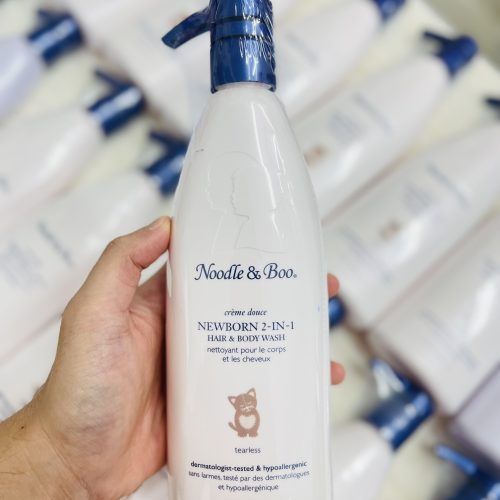 Noodle & Boo®
crème douce
NEWBORN 2-IN-1
HAIR & BODY WASH
nettoyant pour le corps
et les cheveux
tearless
dermatologist-tested & hypoallergenic
sans larmes, testé par des dermatologues
et hypoallergénique